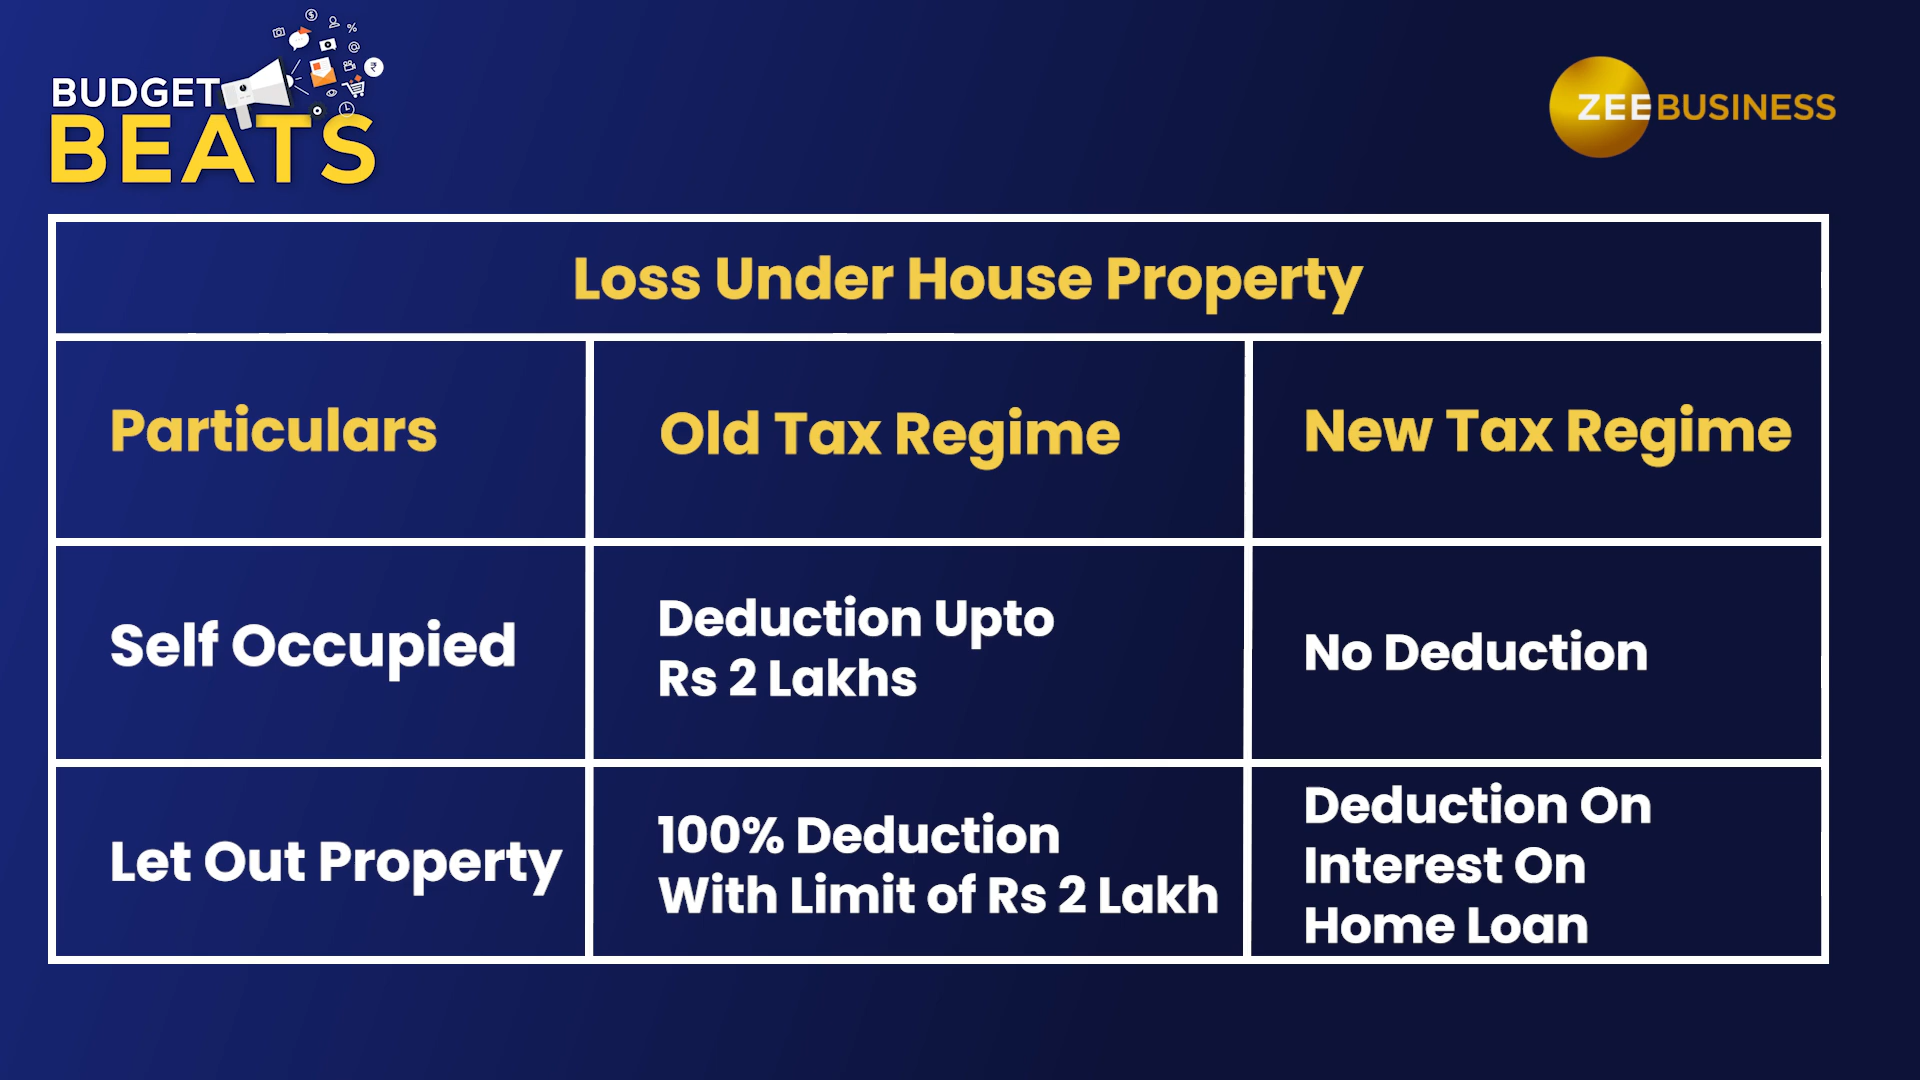 BUDGET
BEATS
ZEEBUSINESS
Loss Under House Property
Particulars
Old Tax Regime
New Tax Regime
Self Occupied
Deduction Upto
Rs 2 Lakhs
No Deduction
Let Out Property
100% Deduction
With Limit of Rs 2 Lakh
Deduction On
Interest On
Home Loan